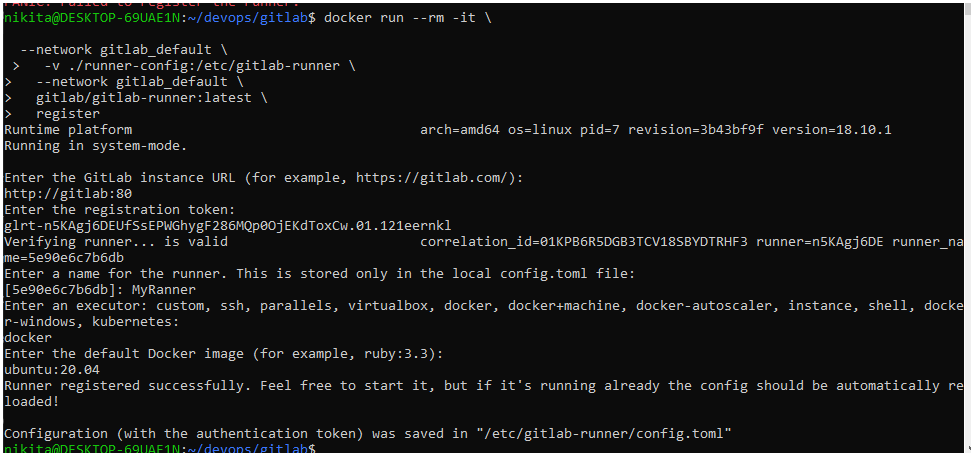 PANIC: Failed to register the runner.
nikita@DESKTOP-69UAE1N:~/devops/gitlab$ docker run --rm -it \
--network gitlab_default \
>    -v ./runner-config:/etc/gitlab-runner \
>   --network gitlab_default \
>   gitlab/gitlab-runner:latest \
>   register
Runtime platform                                    arch=amd64 os=linux pid=7 revision=3b43bf9f version=18.10.1
Running in system-mode.
Enter the GitLab instance URL (for example, https://gitlab.com/):
http://gitlab:80
Enter the registration token:
glrt-n5KAgj6DEUfSsEPWGhygF286MQp0OjEKdToxCw.01.121eernkl
Verifying runner... is valid                        correlation_id=01KPB6R5DGB3TCV18SBYDTRHF3 runner=n5KAgj6DE runner_na
me=5e90e6c7b6db
Enter a name for the runner. This is stored only in the local config.toml file:
[5e90e6c7b6db]: MyRanner
Enter an executor: custom, ssh, parallels, virtualbox, docker, docker+machine, docker-autoscaler, instance, shell, docke
r-windows, kubernetes:
docker
Enter the default Docker image (for example, ruby:3.3):
ubuntu:20.04
Runner registered successfully. Feel free to start it, but if it's running already the config should be automatically re
loaded!
Configuration (with the authentication token) was saved in "/etc/gitlab-runner/config.toml"
nikita@DESKTOP-69UAE1N:~/devops/gitlab$